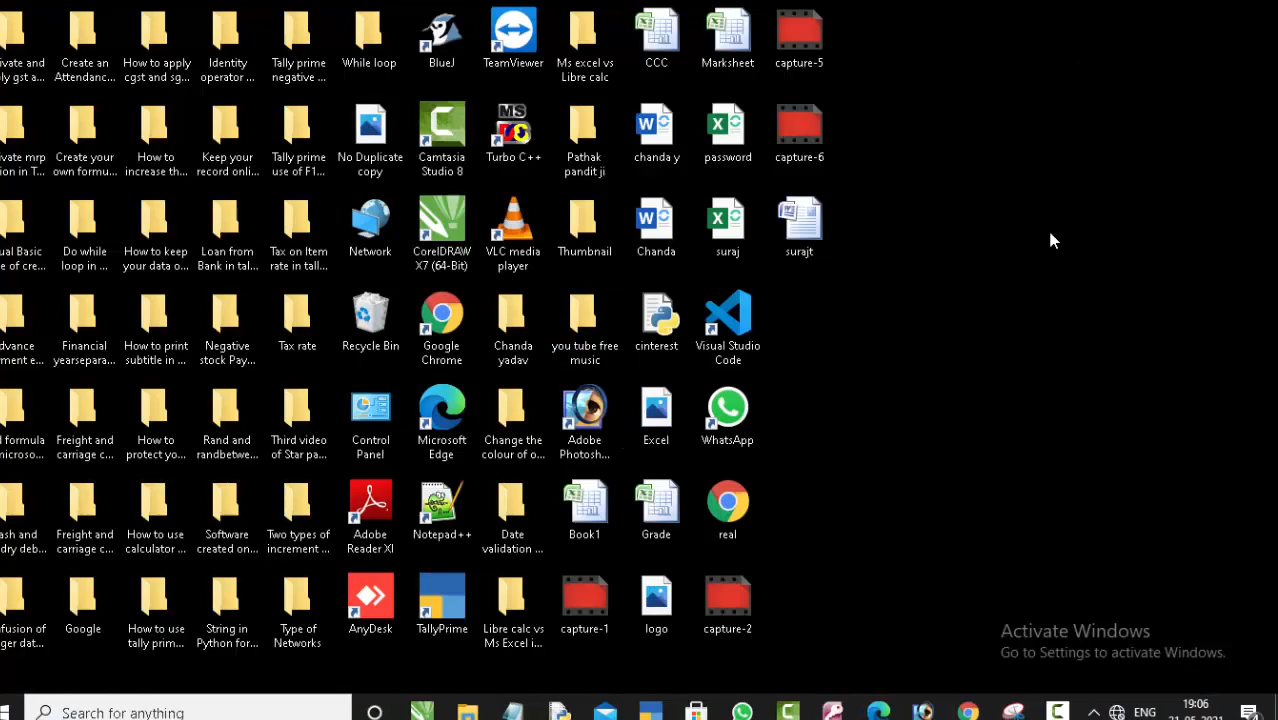 ivate and
ly gst a...
Create an
Attendanc...
How to apply
cgst and sg...
Identity
operator ...
Tally prime
negative ...
While loop
BlueJ
TeamViewer
Ms excel vs
Libre calc
CCC
Marksheet
capture-5
ivate mrp
ion in T...
Create your
own formu...
How to
increase th...
Keep your
record onli...
Tally prime
use of F1...
No Duplicate
copy
Camtasia
Studio 8
MS
Turbo C++
Pathak
pandit ji
chanda y
password
capture-6
ual Basic
e of cre...
Do while
loop in ...
How to keep
your data o...
Loan from
Bank in tal...
Tax on Item
rate in tall...
Network
CorelDRAW
X7 (64-Bit)
VLC media
player
Thumbnail
Chanda
suraj
surajt
dvance
ment e...
Financial
yearsepara...
How to print
subtitle in ...
Negative
stock Pay...
Tax rate
Recycle Bin
Google
Chrome
Chanda
yadav
you tube free
music
cinterest
Visual Studio
Code
d formula
microso...
Freight and
carriage c...
How to
protect yo...
Rand and
randbetwe...
Third video
of Star pa...
Control
Panel
Microsoft
Edge
Change the
colour of o...
Adobe
Photosh...
Excel
WhatsApp
ash and
dry deb...
Freight and
carriage c...
How to use
calculator ...
Software
created on...
Two types of
increment ...
Adobe
Reader XI
Notepad++
Date
validation ...
Book1
Grade
real
nfusion of
ger dat...
Google
How to use
tally prim...
String in
Python for...
Type of
Networks
AnyDesk
TallyPrime
Libre calc vs
Ms Excel i...
capture-1
logo
capture-2
Activate Windows
Go to Settings to activate Windows.
Search for anything
ENG
19:06
21-05-2021